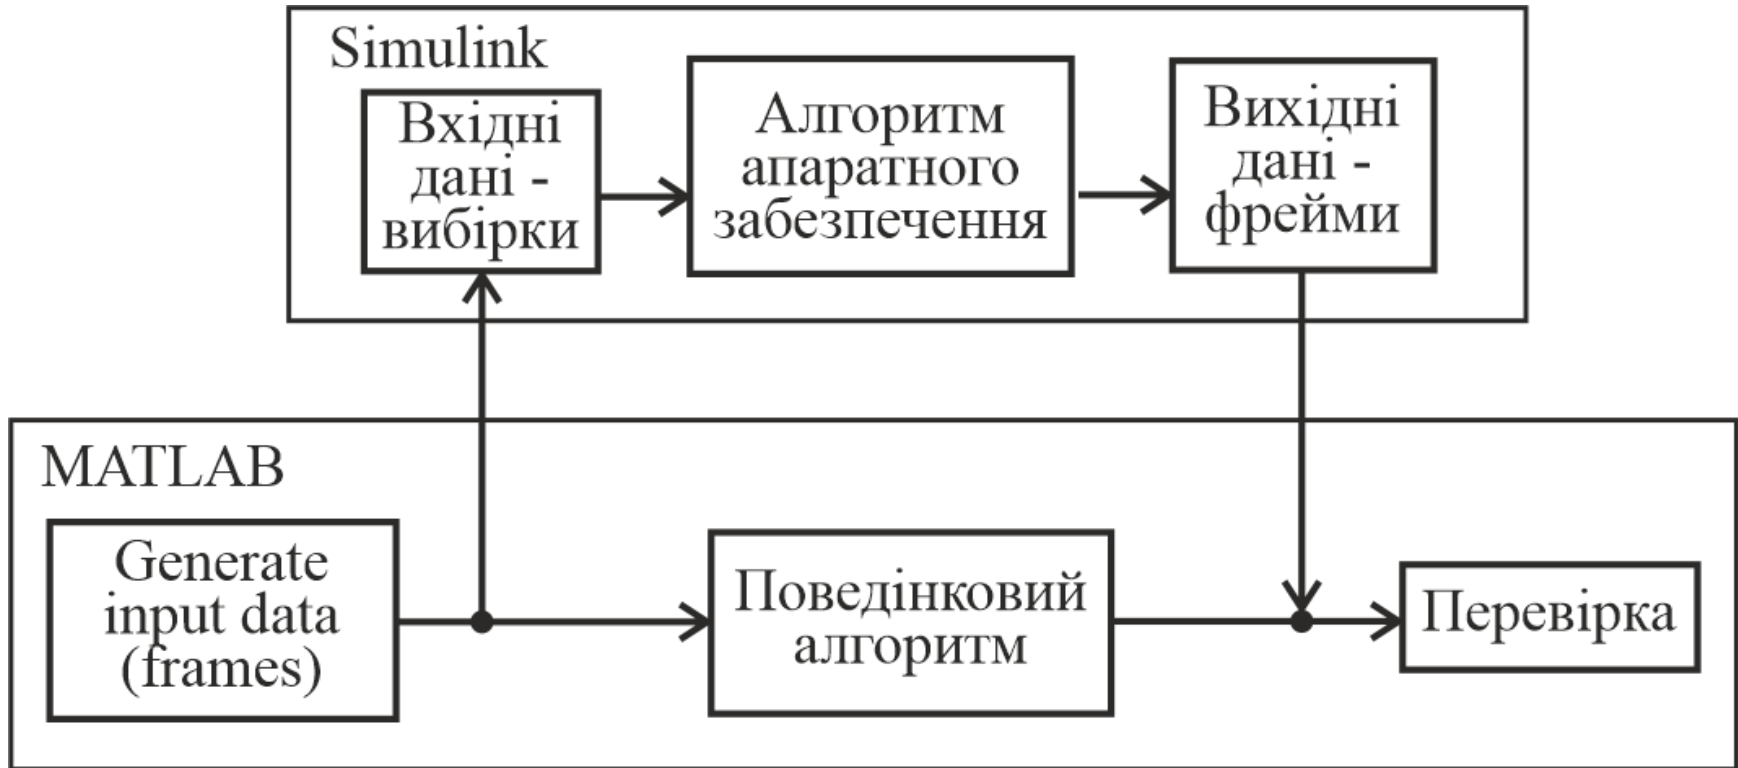 Simulink
Вхідні
дані -
вибірки
Алгоритм
апаратного
забезпечення
Вихідні
дані -
фрейми
MATLAB
Generate
input data
(frames)
Поведінковий
алгоритм
Перевірка